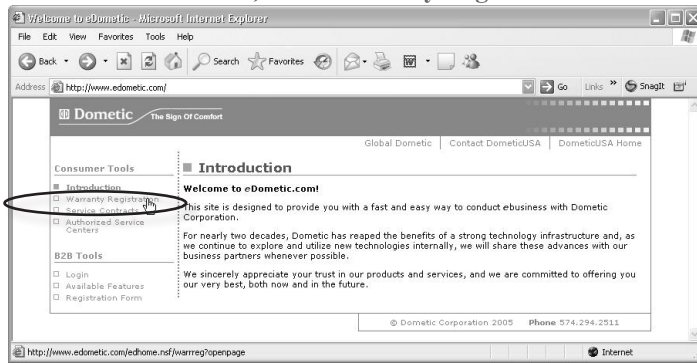 Welcome to eDometic - Microsoft Internet Explorer
File Edit View Favorites Tools Help
Back Search Favorites
Address http://www.edometic.com/ Go Links » SnagIt
Dometic The Sign Of Comfort
Global Dometic Contact DometicUSA DometicUSA Home
Consumer Tools
Introduction
Warranty Registration
Service Contracts
Authorized Service
Centers
B2B Tools
Login
Available Features
Registration Form
Introduction
Welcome to eDometic.com!
This site is designed to provide you with a fast and easy way to conduct ebusiness with Dometic
Corporation.
For nearly two decades, Dometic has reaped the benefits of a strong technology infrastructure and, as
we continue to explore and utilize new technologies internally, we will share these advances with our
business partners whenever possible.
We sincerely appreciate your trust in our products and services, and we are committed to offering you
our very best, both now and in the future.
© Dometic Corporation 2005 Phone 574.294.2511
http://www.edometic.com/edhome.nsf/warrreg?openpage Internet